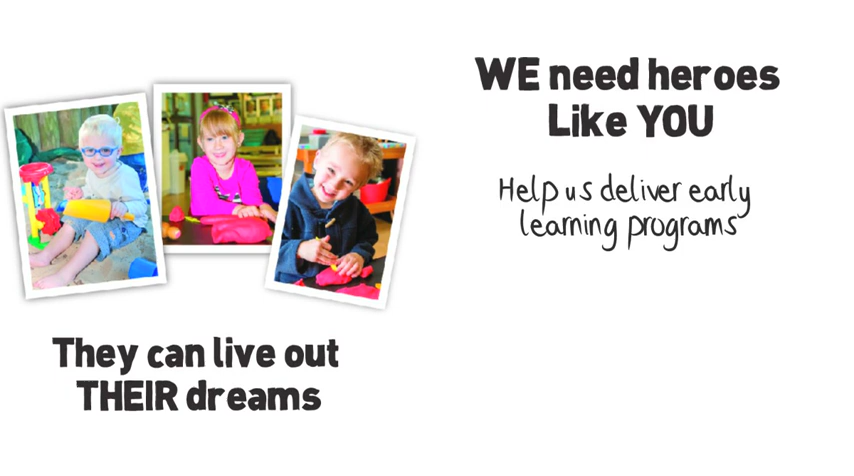 WE need heroes
Like YOU
Help us deliver early
learning programs
They can live out
THEIR dreams